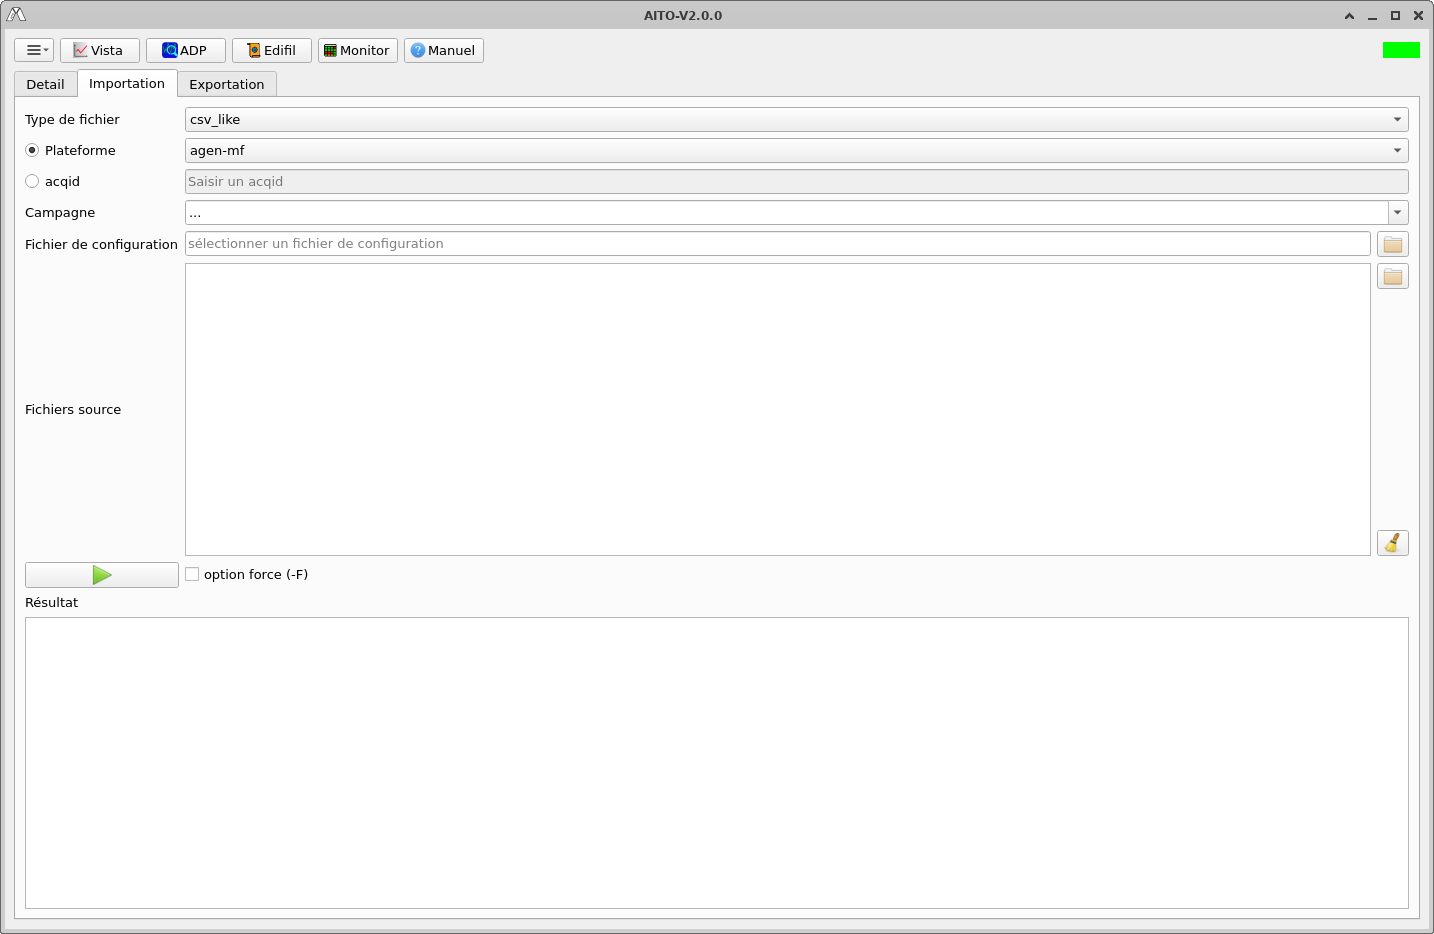 AITO-V2.0.0
Vista ADP Edifil Monitor Manuel
Detail Importation Exportation
Type de fichier csv_like
Plateforme agen-mf
acqid Saisir un acqid
Campagne ...
Fichier de configuration sélectionner un fichier de configuration
Fichiers source
option force (-F)
Résultat